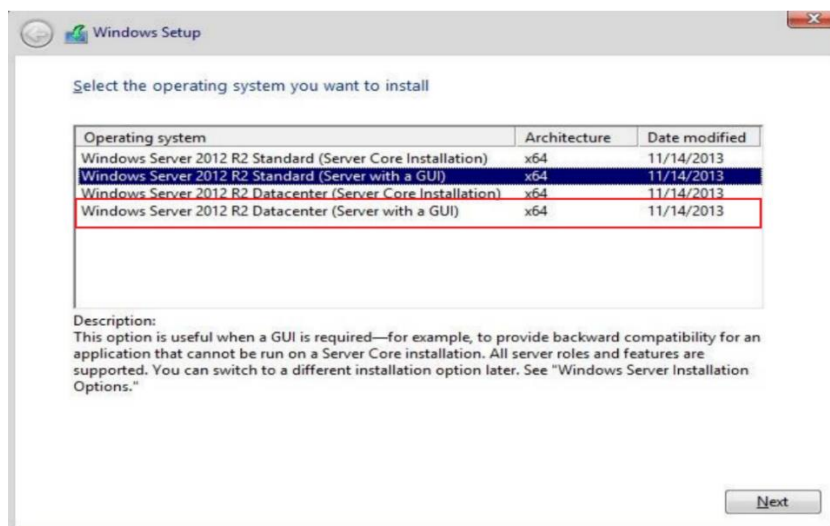 Windows Setup
Select the operating system you want to install
Operating system Architecture Date modified
Windows Server 2012 R2 Standard (Server Core Installation) x64 11/14/2013
Windows Server 2012 R2 Standard (Server with a GUI) x64 11/14/2013
Windows Server 2012 R2 Datacenter (Server Core Installation) x64 11/14/2013
Windows Server 2012 R2 Datacenter (Server with a GUI) x64 11/14/2013
Description:
This option is useful when a GUI is required—for example, to provide backward compatibility for an
application that cannot be run on a Server Core installation. All server roles and features are
supported. You can switch to a different installation option later. See "Windows Server Installation
Options."
Next